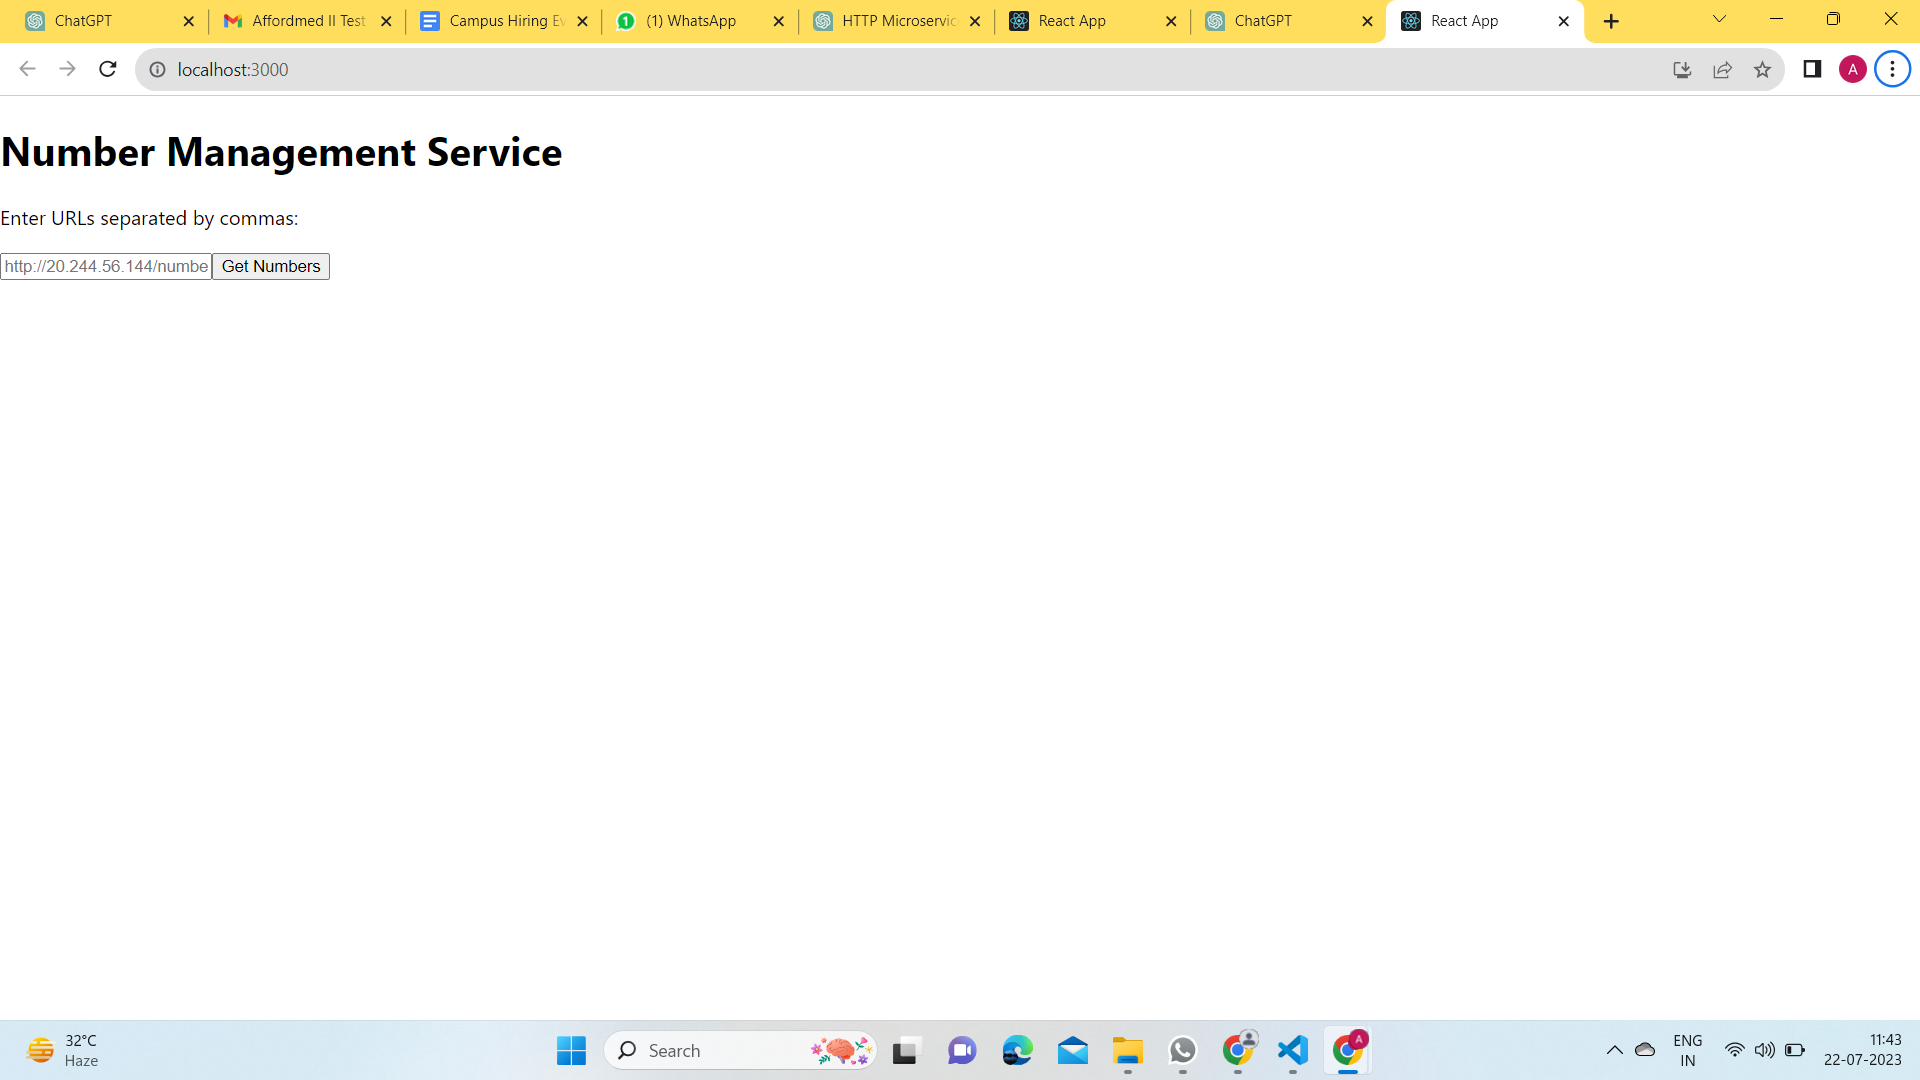 ChatGPT
Affordmed II Test
Campus Hiring Ev
(1) WhatsApp
HTTP Microservic
React App
ChatGPT
React App
localhost:3000
A
Number Management Service
Enter URLs separated by commas:
http://20.244.56.144/numbe
Get Numbers
32°C
Haze
Search
A
ENG
IN
11:43
22-07-2023